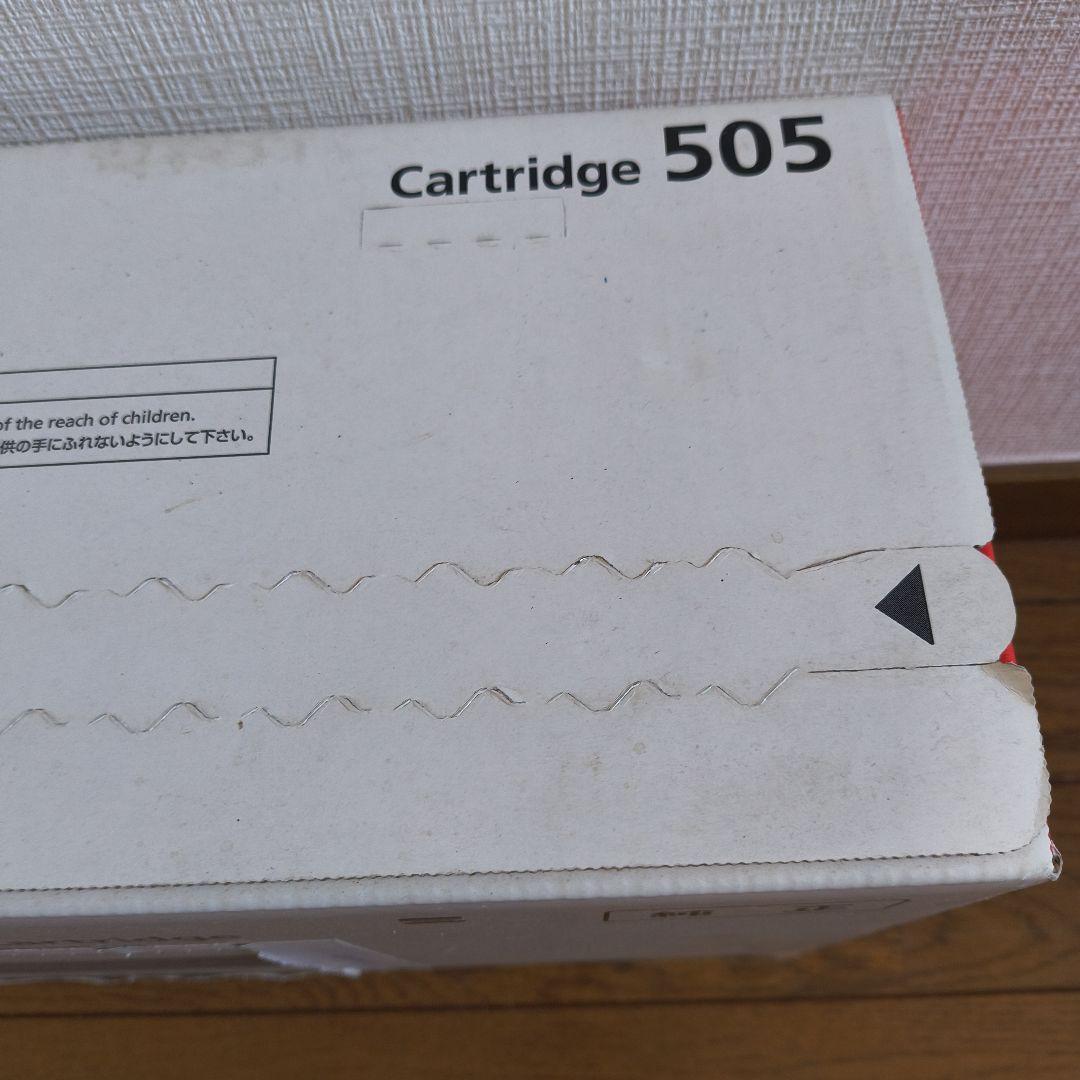 Cartridge 505
of the reach of children.
供の手にふれないようにして下さい。